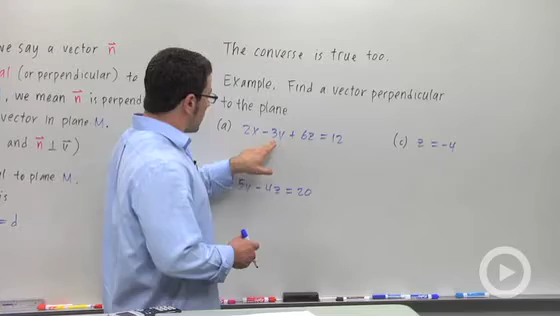 we say a vector n⃗
al (or perpendicular) to
, we mean n⃗ is perpend
vector in plane M.
and n⃗ ⊥ v⃗)
al to plane M.
is
= d
The converse is true too.
Example. Find a vector perpendicular
to the plane
(a) 2x - 3y + 6z = 12
(c) z = -4
5y - 4z = 20